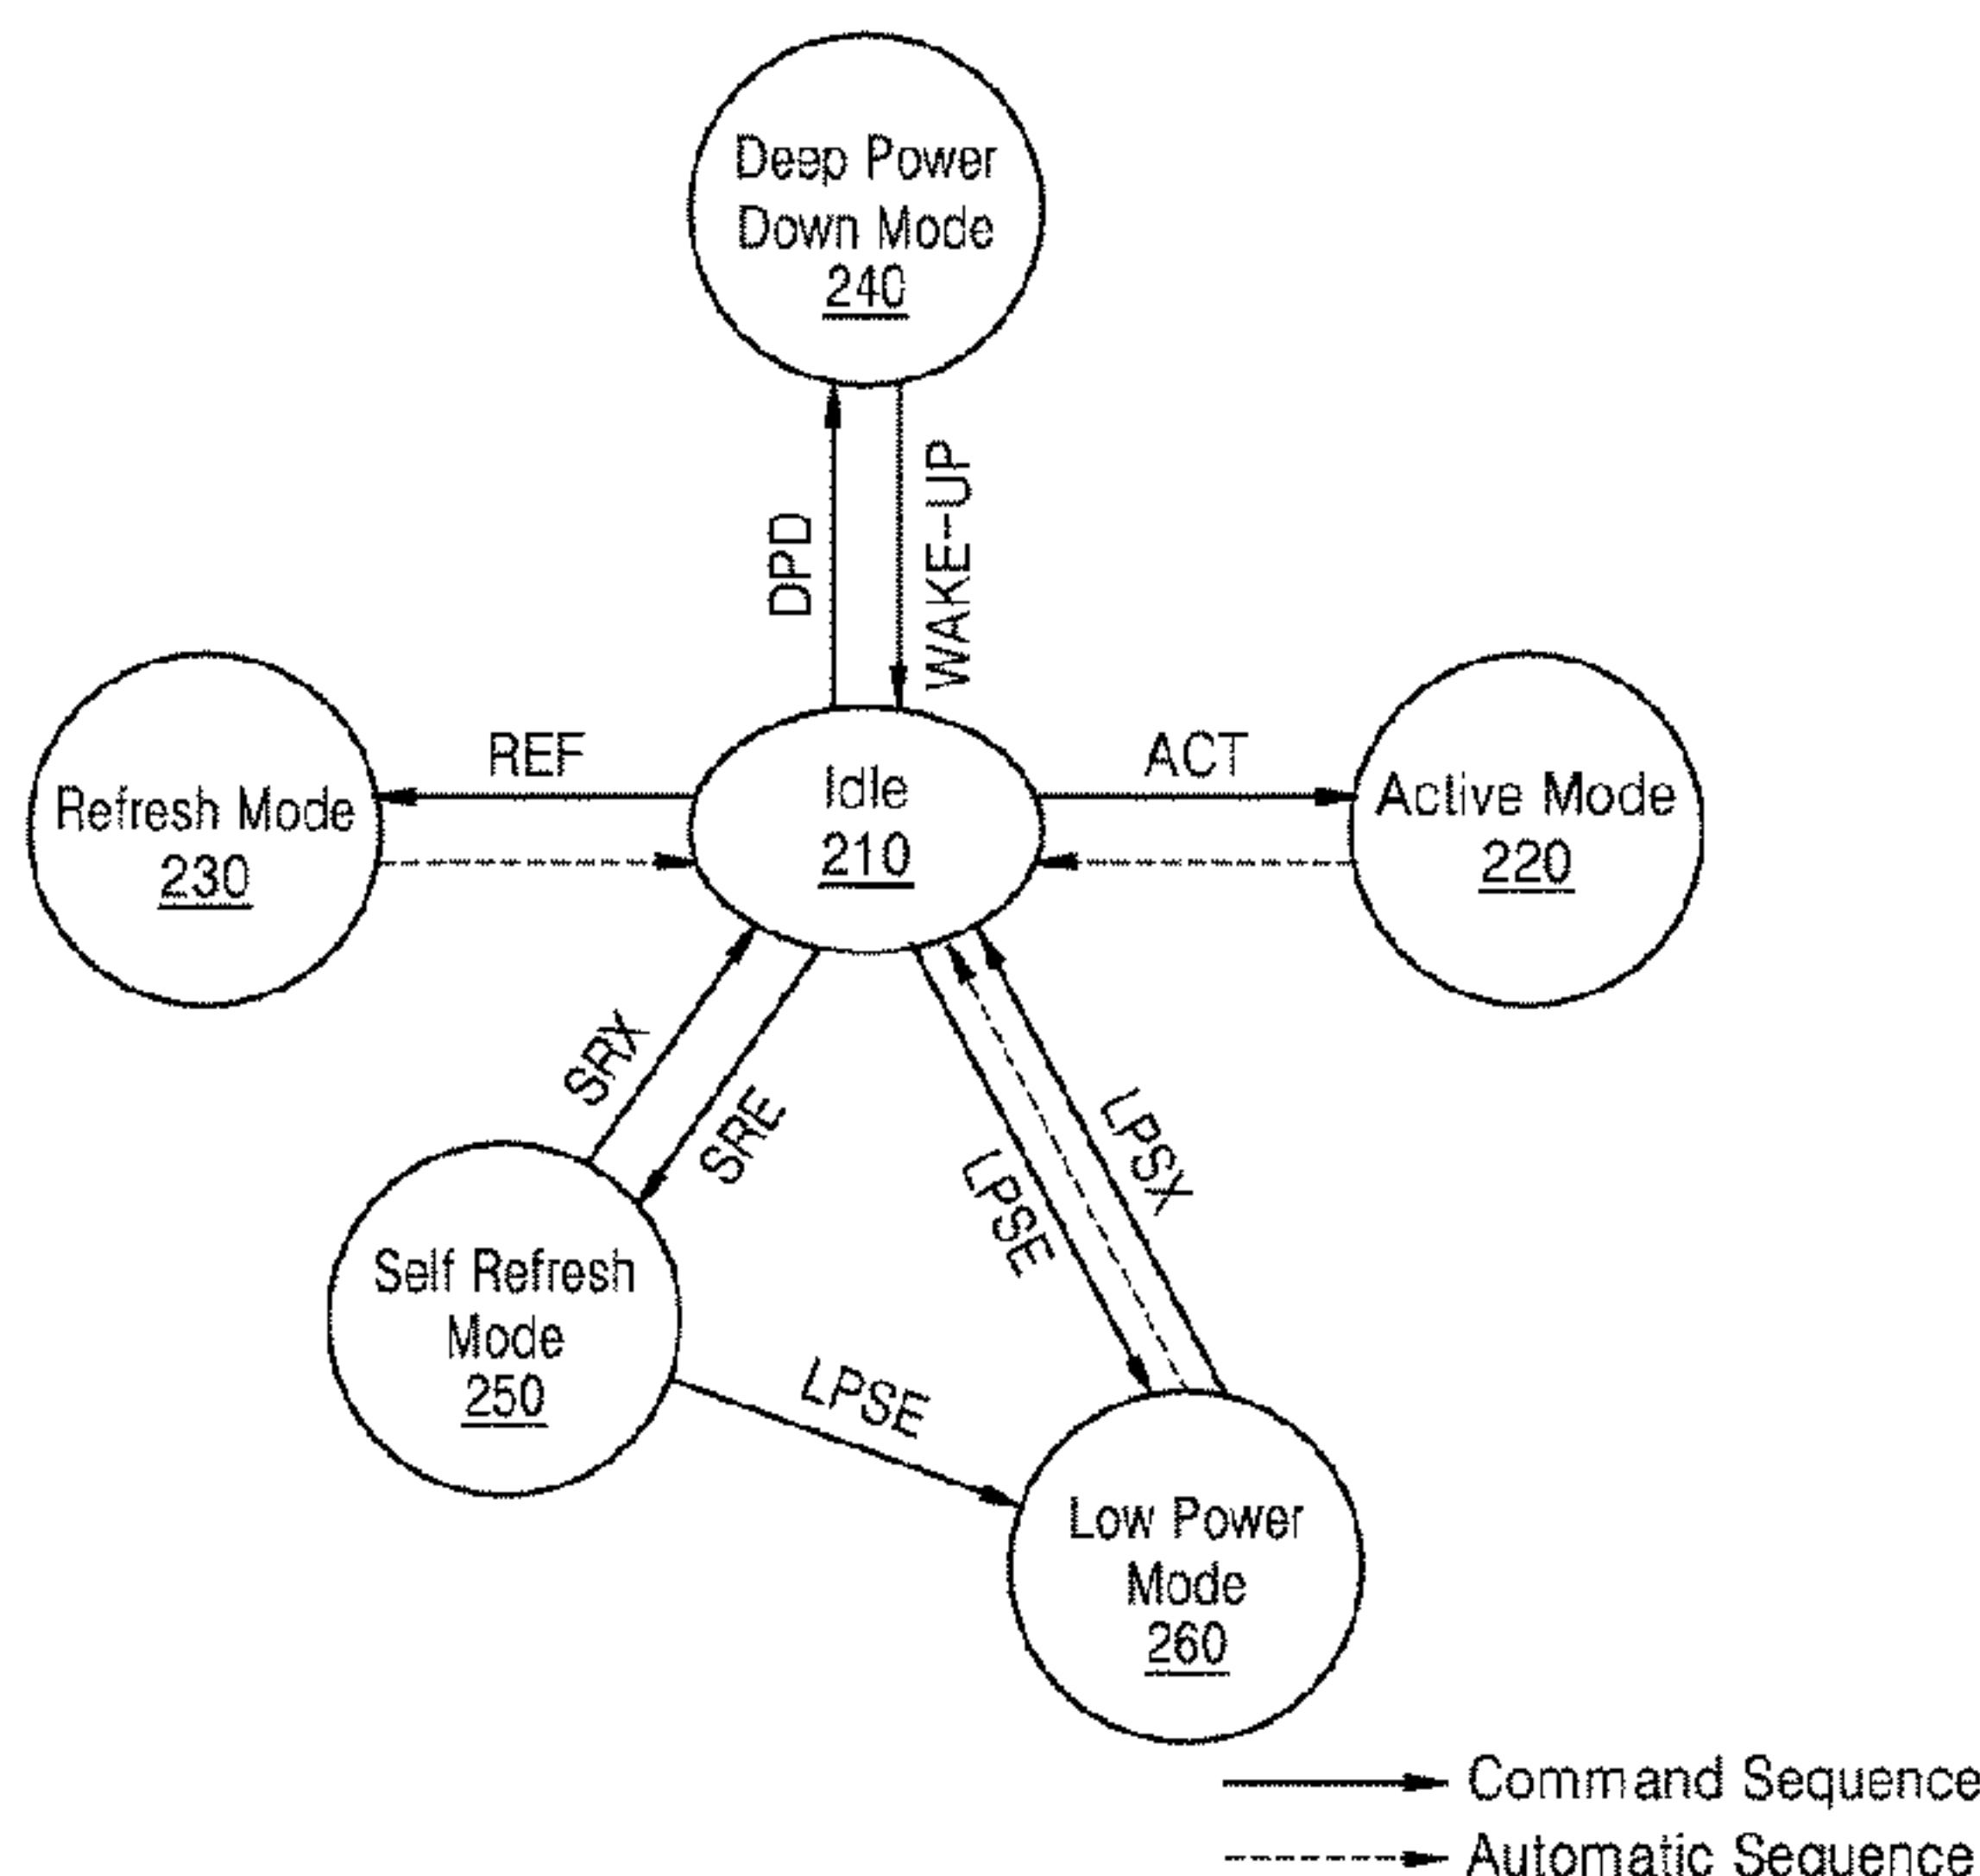 Deep Power
Down Mode
240
DPD
WAKE-UP
REF
ACT
Refresh Mode
230
Idle
210
Active Mode
220
SRX
SRE
LPSE
LPSX
Self Refresh
Mode
250
LPSE
Low Power
Mode
260
Command Sequence
Automatic Sequence